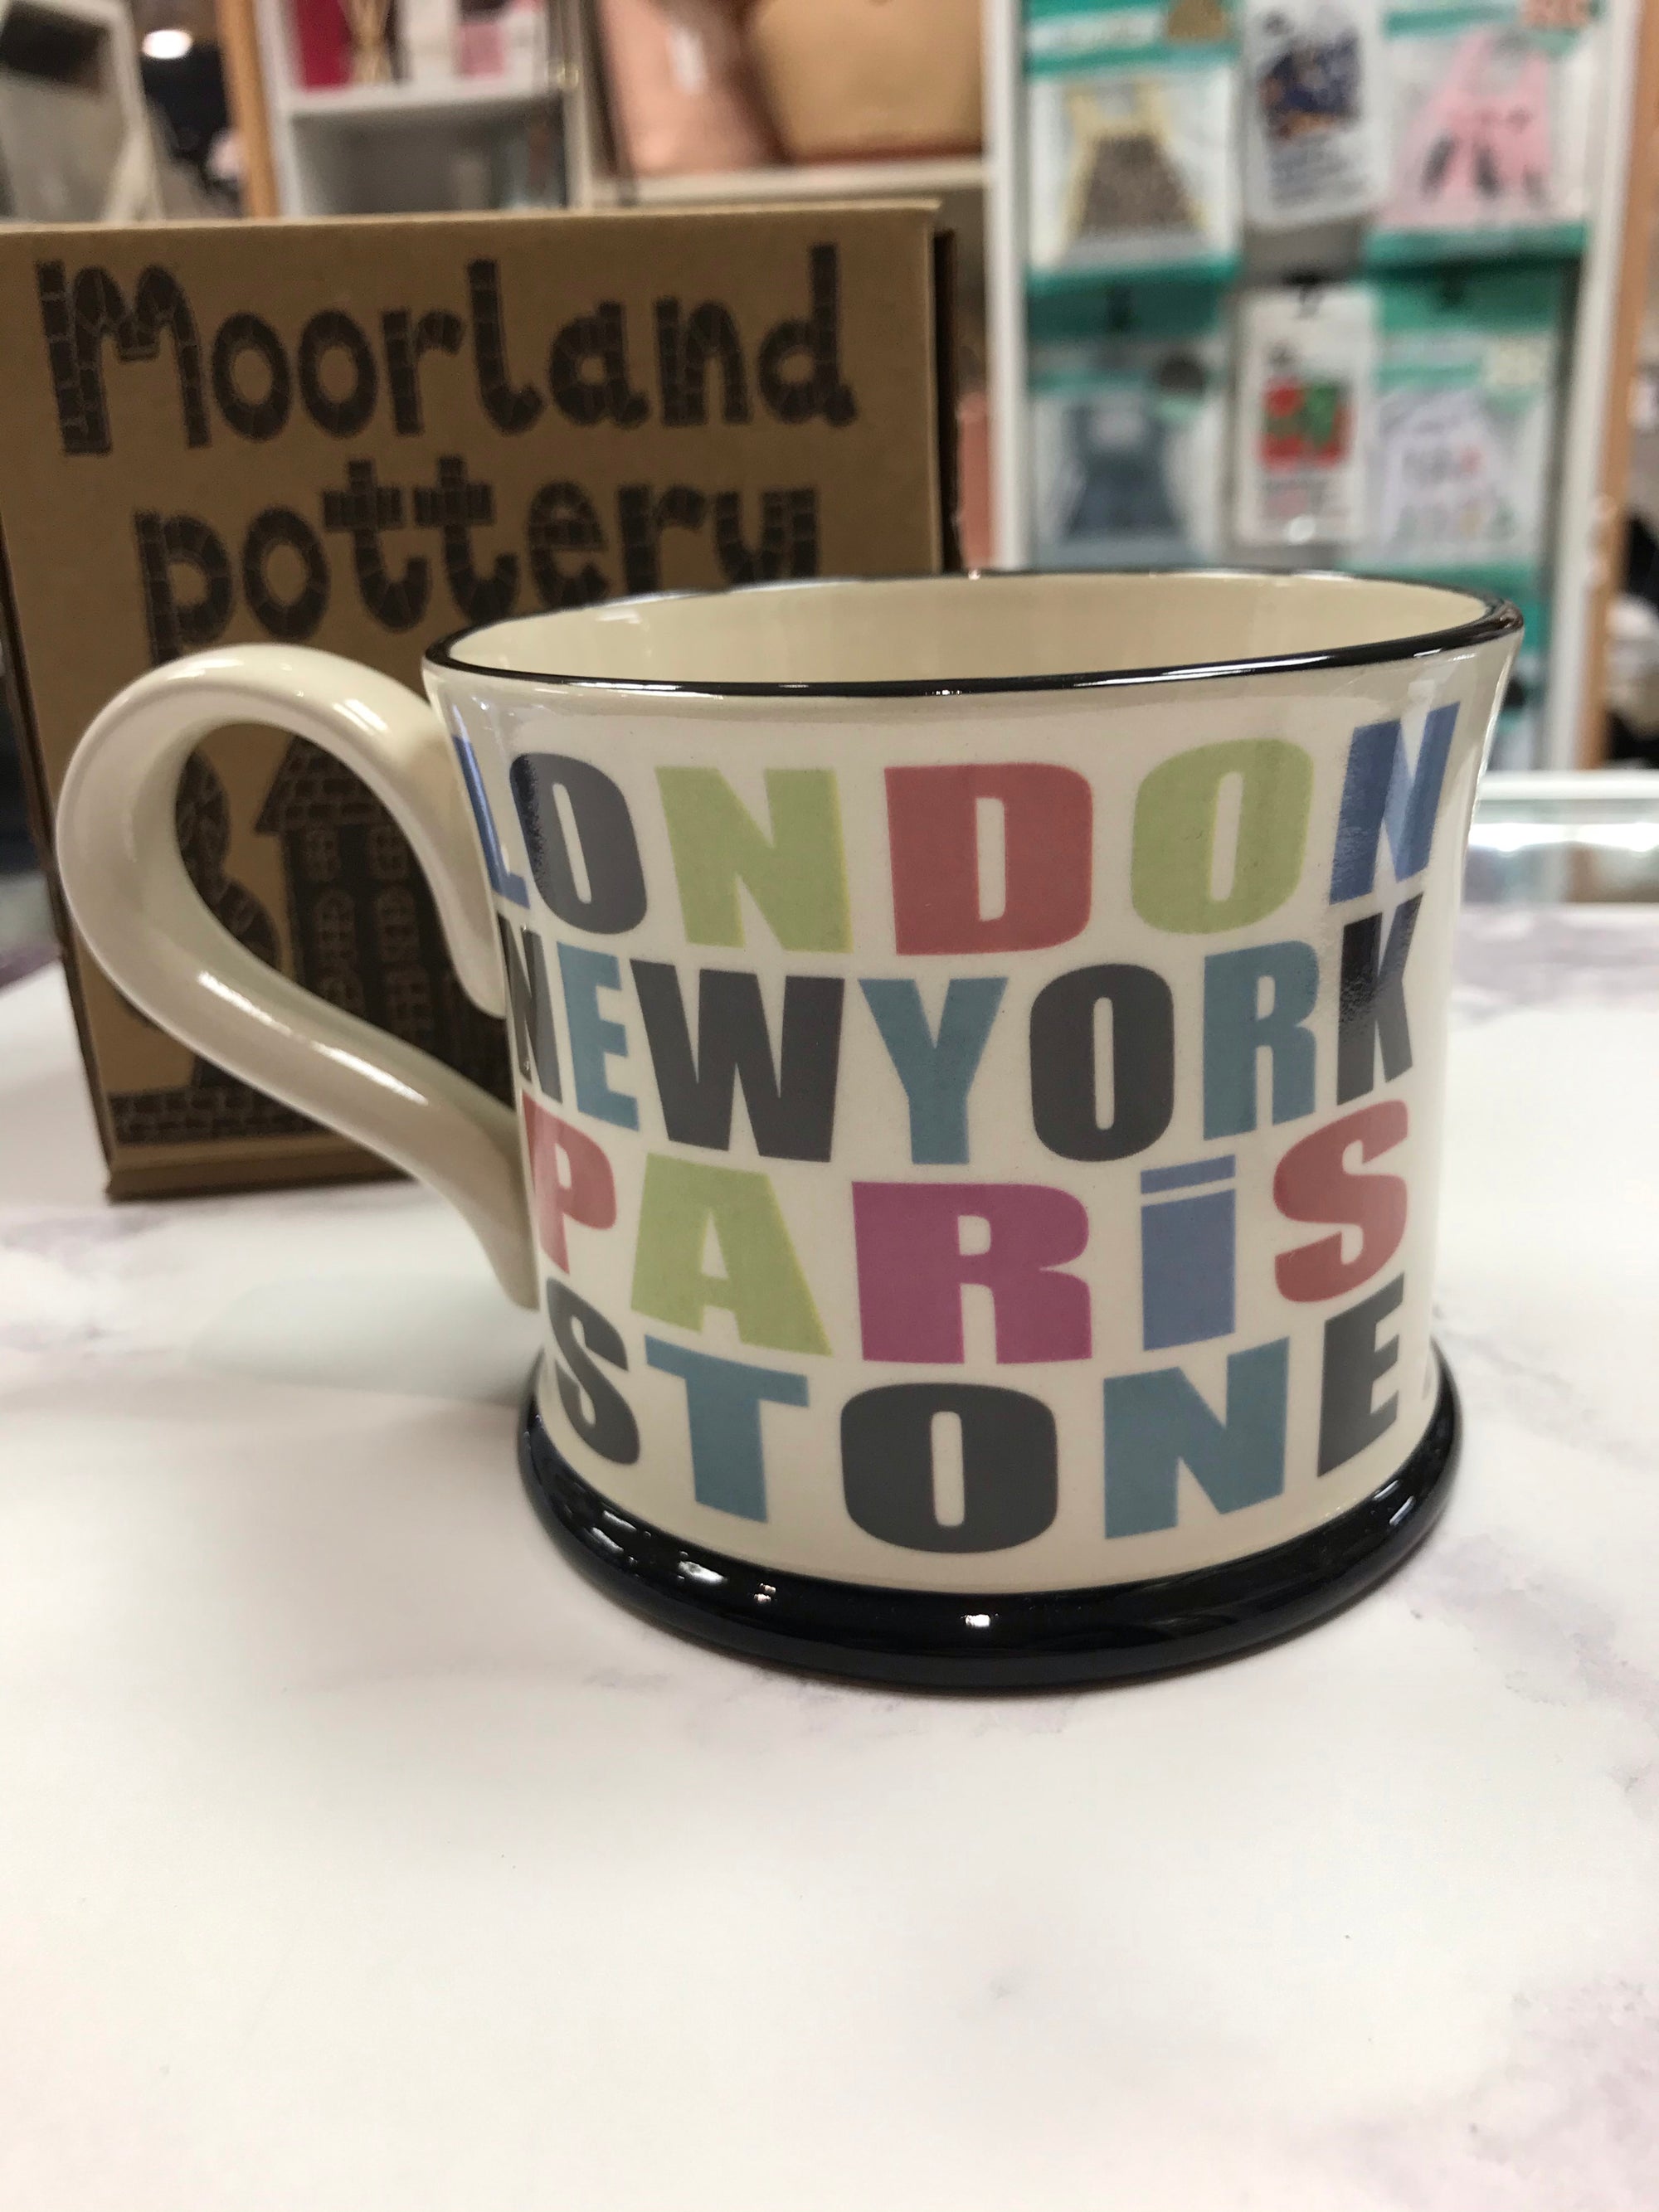 Moorland
pottery
LONDON
NEWYORK
PARIS
STONE